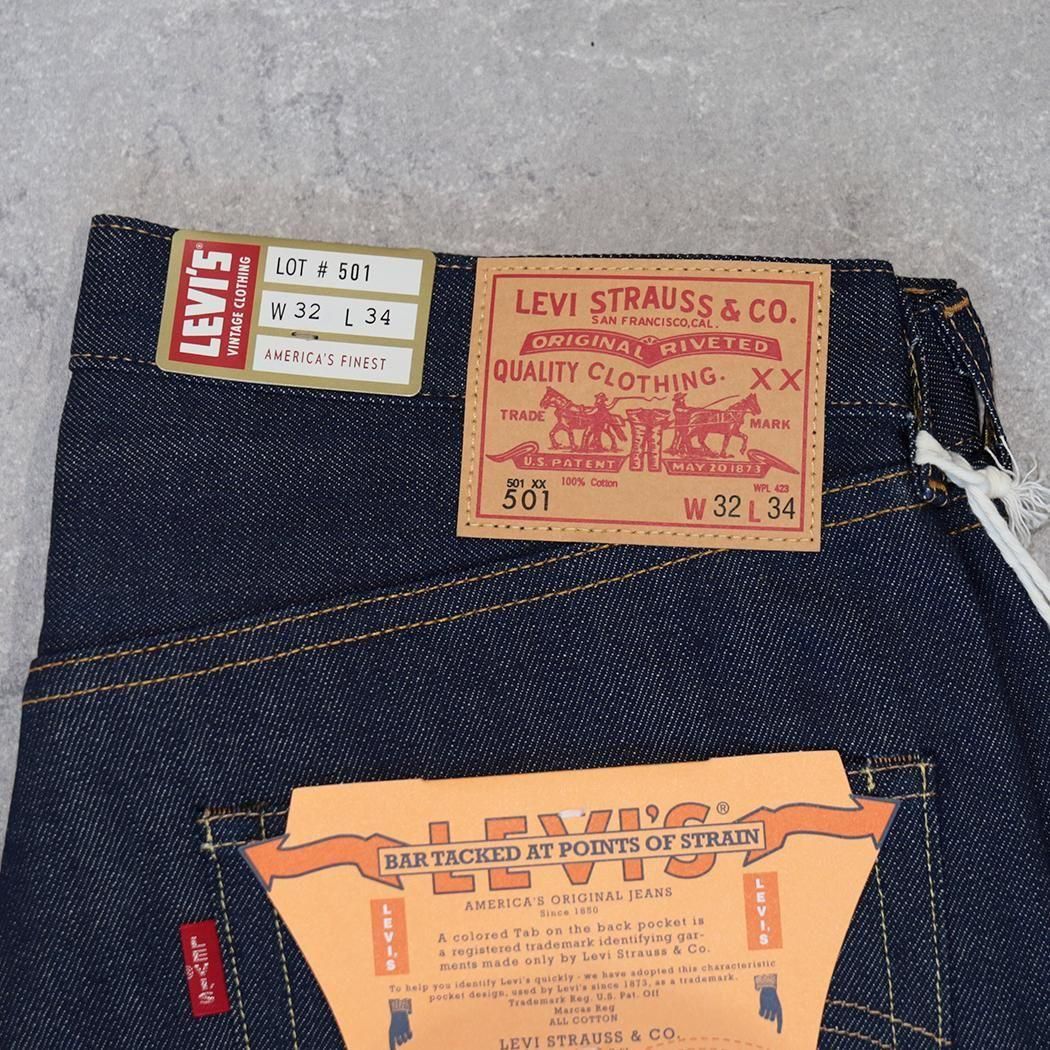 LEVI'S®
VINTAGE CLOTHING
LOT # 501
W 32 L 34
AMERICA'S FINEST
LEVI STRAUSS & CO.
SAN FRANCISCO, CAL.
ORIGINAL RIVETED
QUALITY CLOTHING. XX
TRADE MARK
U.S. PATENT MAY 20 1873
501 XX 100% Cotton WPL 423
501 W 32 L 34
LEVI'S®
BAR TACKED AT POINTS OF STRAIN
AMERICA'S ORIGINAL JEANS
Since 1850
LEVI'S
LEVI'S
A colored Tab on the back pocket is
a registered trademark identifying gar-
ments made only by Levi Strauss & Co.
To help you identify Levi's quickly - we have adopted this characteristic
pocket design, used by Levi's since 1873, as a trademark.
Trademark Reg. U.S. Pat. Off
Marcas Reg
ALL COTTON
LEVI STRAUSS & CO.
LEVI'S®